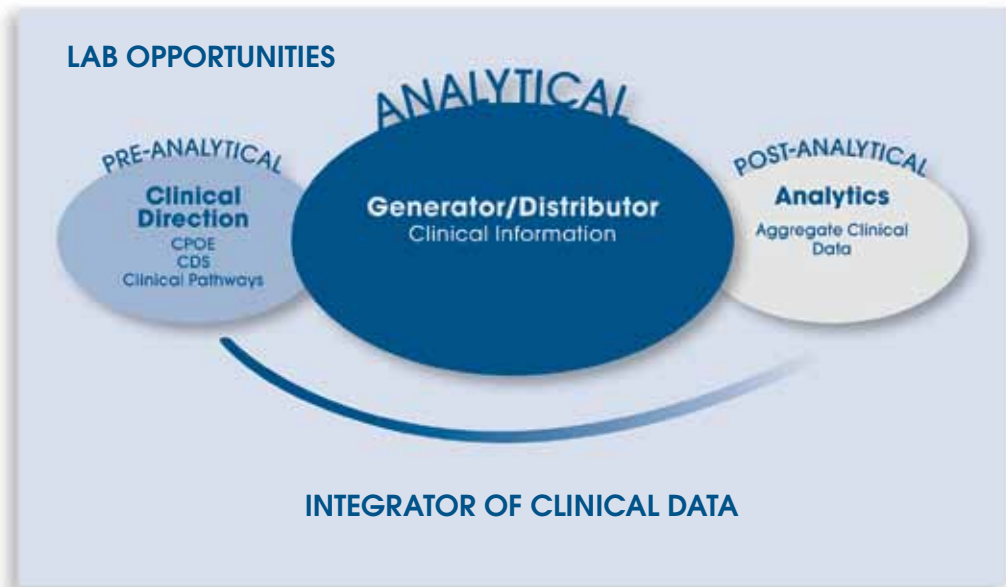 LAB OPPORTUNITIES
PRE-ANALYTICAL
Clinical
Direction
CPOE
CDS
Clinical Pathways
ANALYTICAL
Generator/Distributor
Clinical Information
POST-ANALYTICAL
Analytics
Aggregate Clinical
Data
INTEGRATOR OF CLINICAL DATA